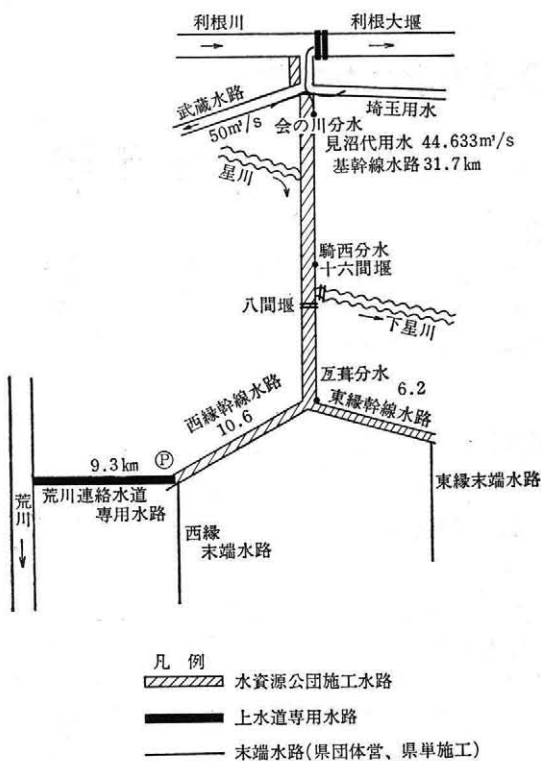 利根川
利根大堰
武蔵水路
50m³/s
埼玉用水
会の川分水
見沼代用水 44.633m³/s
基幹線水路 31.7km
星川
騎西分水
十六間堰
八間堰
下星川
瓦葺分水
6.2
東縁幹線水路
西縁幹線水路
10.6
9.3km
Ⓟ
荒川連絡水道
専用水路
荒川
西縁
末端水路
東縁末端水路
凡 例
水資源公団施工水路
上水道専用水路
末端水路(県団体営、県単施工)